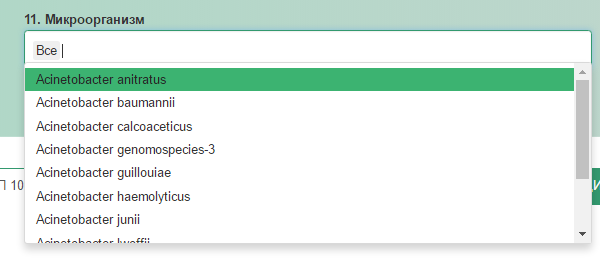 11. Микроорганизм
Все
Acinetobacter anitratus
Acinetobacter baumannii
Acinetobacter calcoaceticus
Acinetobacter genomospecies-3
П 10
Acinetobacter guillouiae
Acinetobacter haemolyticus
Acinetobacter junii
Acinetobacter lwoffii